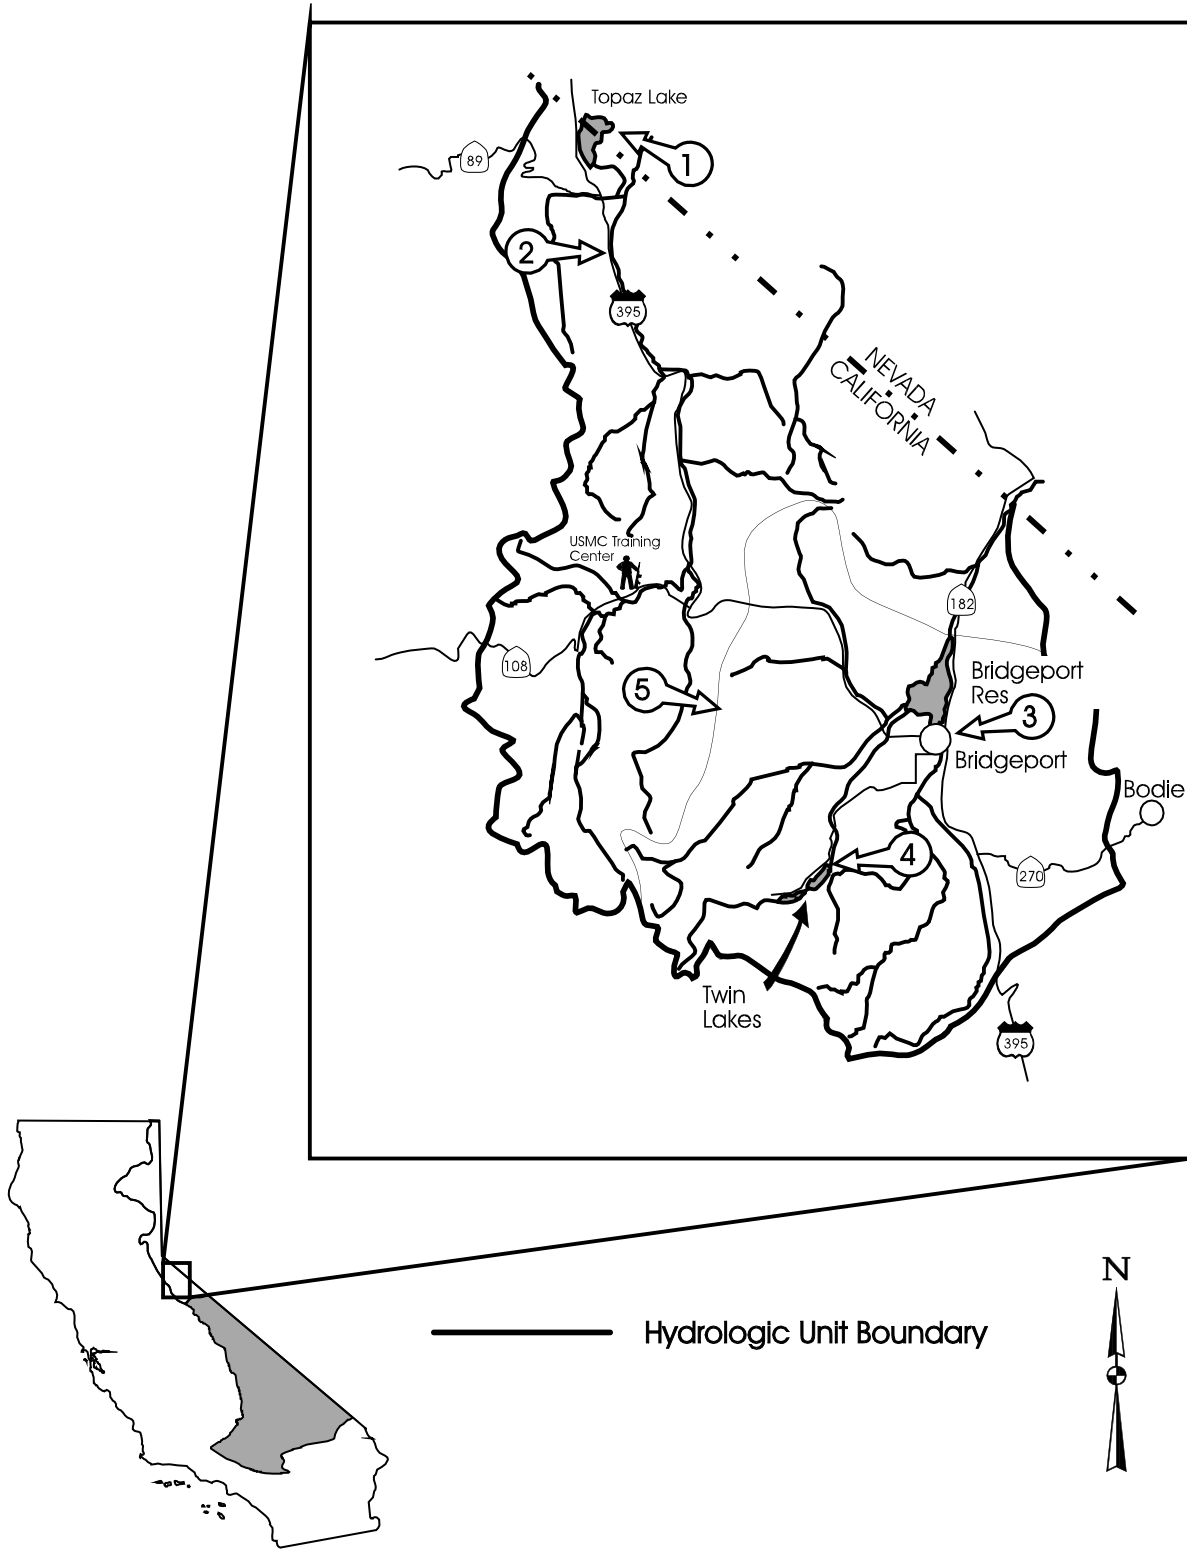 Topaz Lake
89
1
2
395
NEVADA
CALIFORNIA
USMC Training
Center
182
108
5
Bridgeport
Res
3
Bridgeport
Bodie
4
270
Twin
Lakes
395
N
Hydrologic Unit Boundary